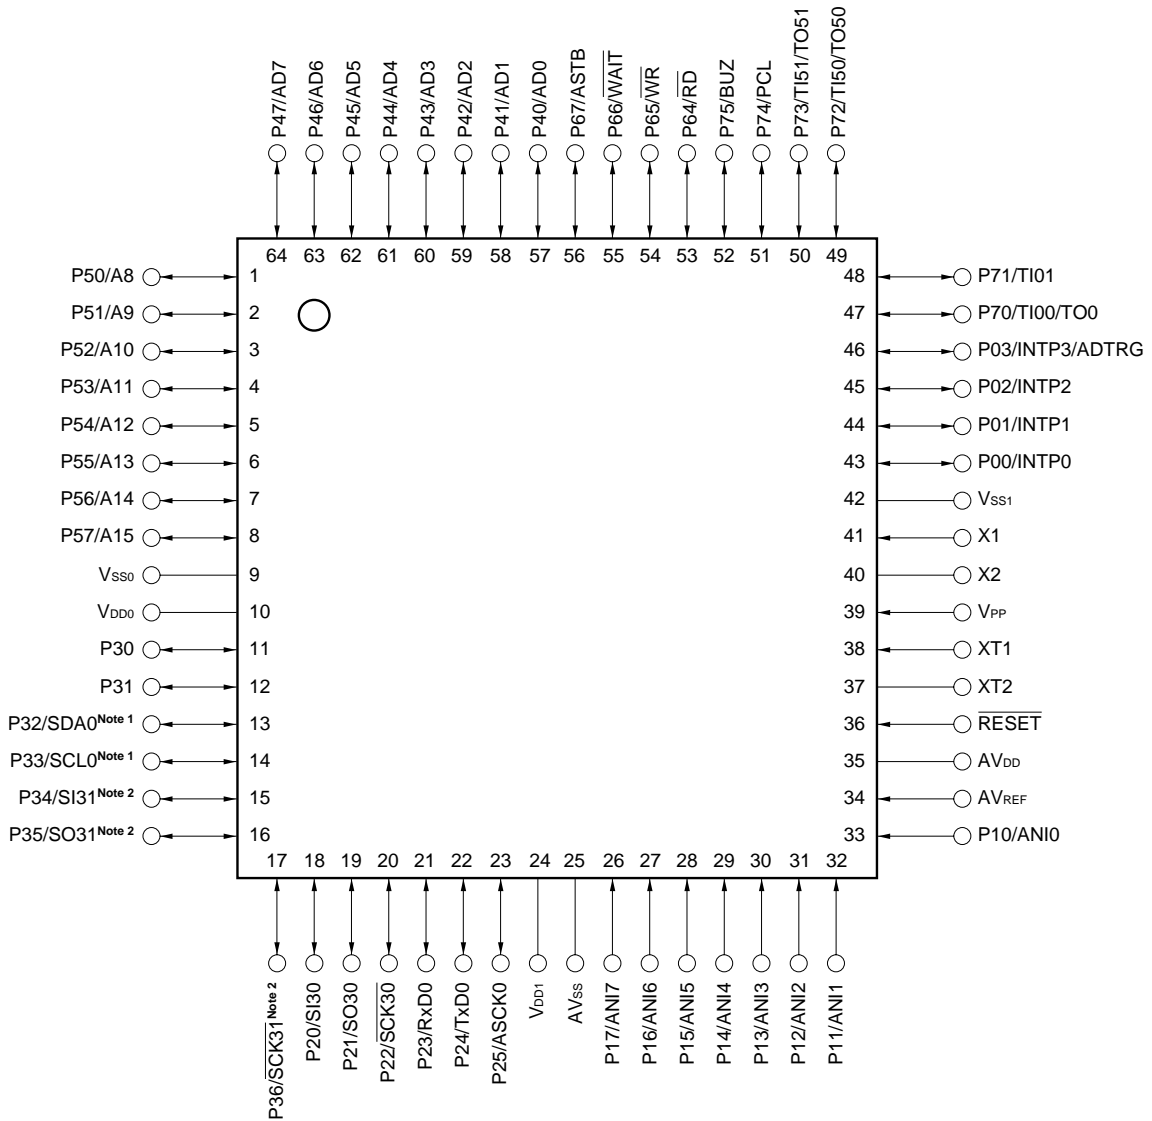 P47/AD7
P46/AD6
P45/AD5
P44/AD4
P43/AD3
P42/AD2
P41/AD1
P40/AD0
P67/ASTB
P66/WAIT
P65/WR
P64/RD
P75/BUZ
P74/PCL
P73/TI51/TO51
P72/TI50/TO50
64 63 62 61 60 59 58 57 56 55 54 53 52 51 50 49
P50/A8 1 48 P71/TI01
P51/A9 2 47 P70/TI00/TO0
P52/A10 3 46 P03/INTP3/ADTRG
P53/A11 4 45 P02/INTP2
P54/A12 5 44 P01/INTP1
P55/A13 6 43 P00/INTP0
P56/A14 7 42 VSS1
P57/A15 8 41 X1
VSS0 9 40 X2
VDD0 10 39 VPP
P30 11 38 XT1
P31 12 37 XT2
P32/SDA0Note 1 13 36 RESET
P33/SCL0Note 1 14 35 AVDD
P34/SI31Note 2 15 34 AVREF
P35/SO31Note 2 16 33 P10/ANI0
17 18 19 20 21 22 23 24 25 26 27 28 29 30 31 32
P36/SCK31Note 2
P20/SI30
P21/SO30
P22/SCK30
P23/RxD0
P24/TxD0
P25/ASCK0
VDD1
AVSS
P17/ANI7
P16/ANI6
P15/ANI5
P14/ANI4
P13/ANI3
P12/ANI2
P11/ANI1